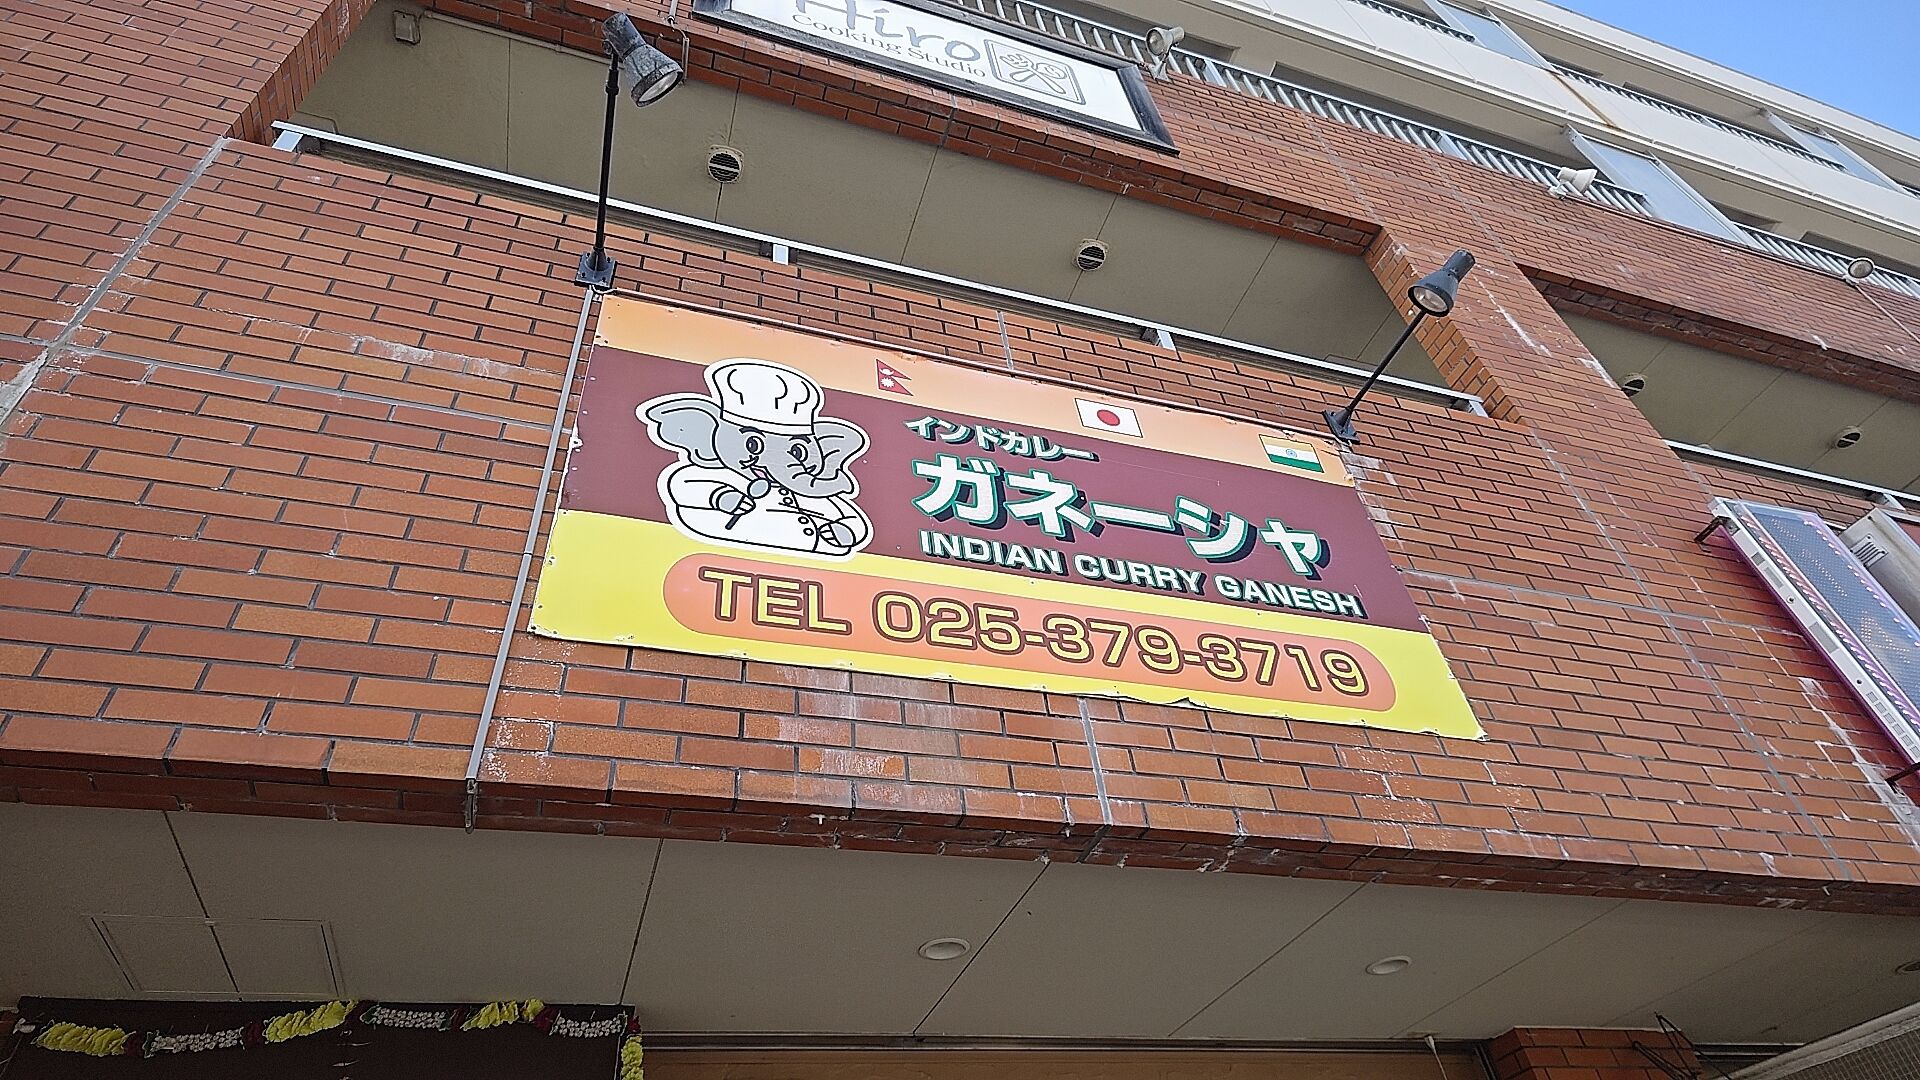 Hiro
Cooking Studio
インドカレー
ガネーシャ
INDIAN CURRY GANESH
TEL 025-379-3719